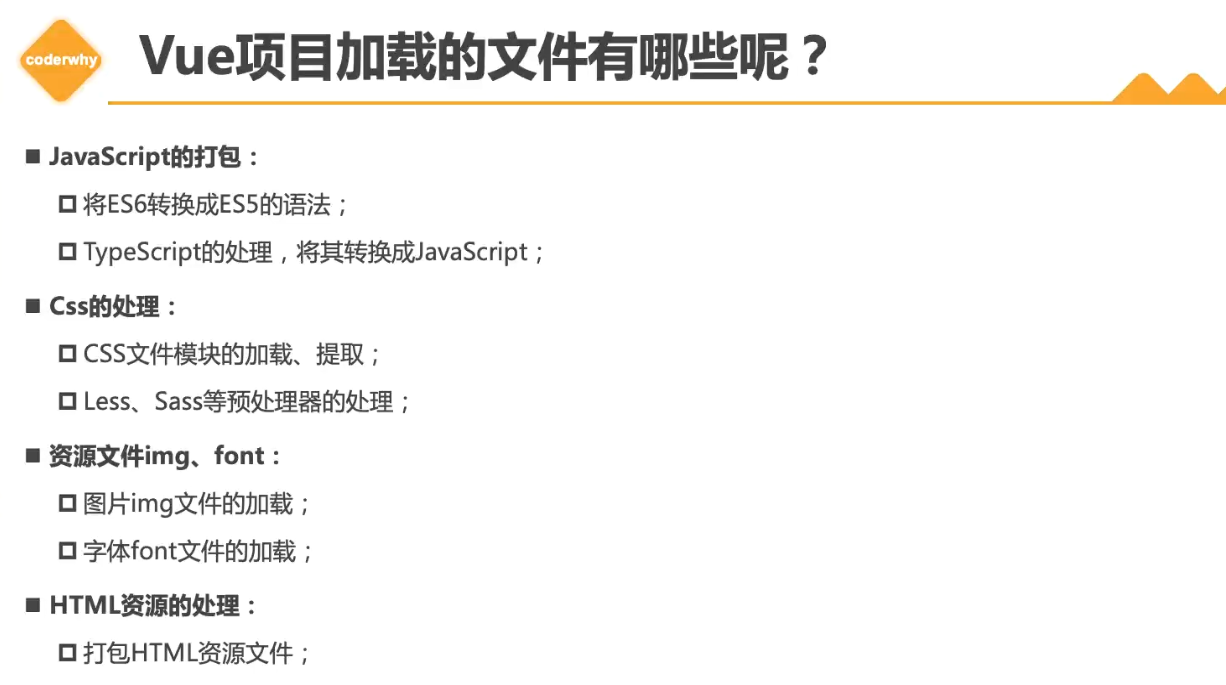 coderwhy
Vue项目加载的文件有哪些呢？
JavaScript的打包：
将ES6转换成ES5的语法；
TypeScript的处理，将其转换成JavaScript；
Css的处理：
CSS文件模块的加载、提取；
Less、Sass等预处理器的处理；
资源文件img、font：
图片img文件的加载；
字体font文件的加载；
HTML资源的处理：
打包HTML资源文件；